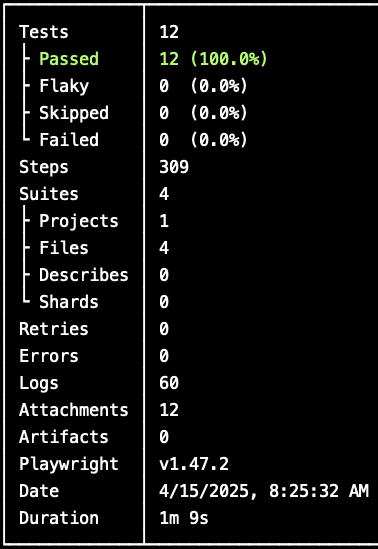 Tests 12
Passed 12 (100.0%)
Flaky 0 (0.0%)
Skipped 0 (0.0%)
Failed 0 (0.0%)
Steps 309
Suites 4
Projects 1
Files 4
Describes 0
Shards 0
Retries 0
Errors 0
Logs 60
Attachments 12
Artifacts 0
Playwright v1.47.2
Date 4/15/2025, 8:25:32 AM
Duration 1m 9s